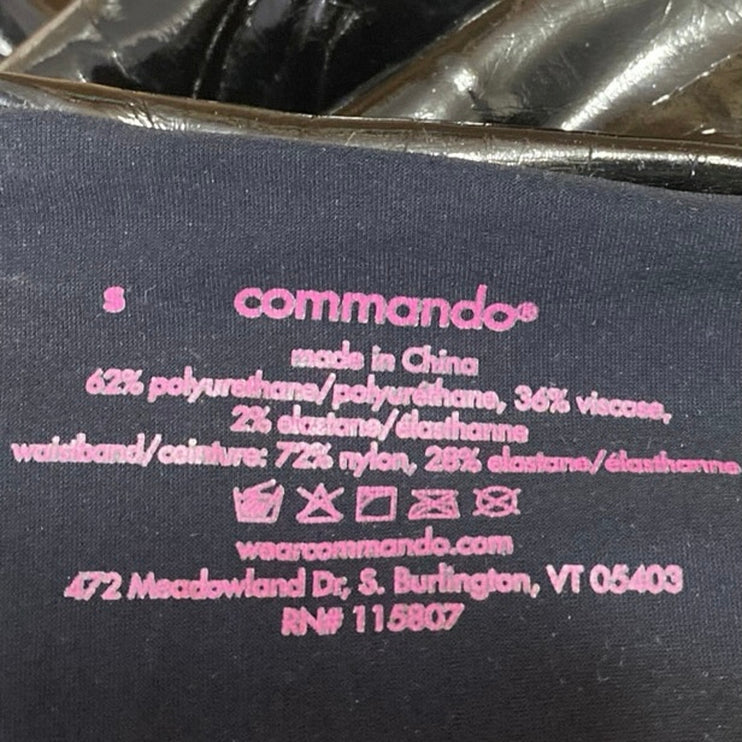 S commando®
made in China
62% polyurethane/polyuréthane, 36% viscose,
2% elastane/élasthanne
waistband/ceinture: 72% nylon, 28% elastane/élasthanne
wearcommando.com
472 Meadowland Dr, S. Burlington, VT 05403
RN# 115807